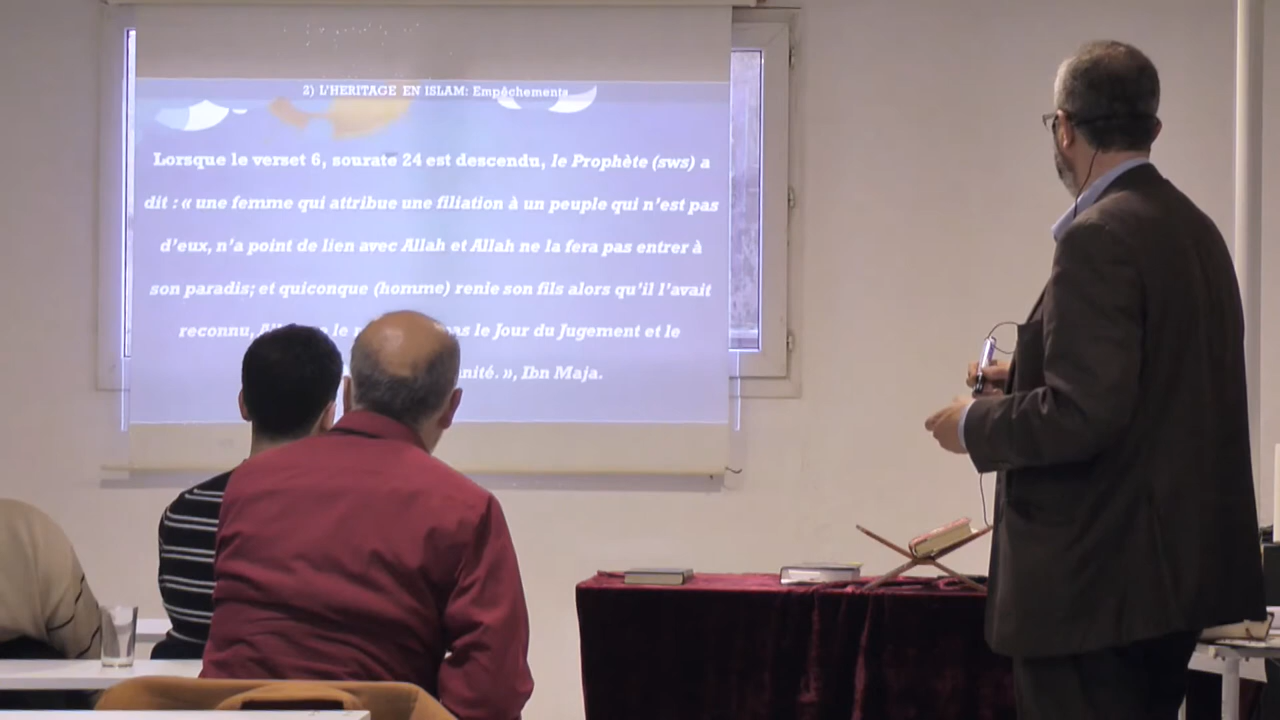 2) L'HERITAGE EN ISLAM: Empêchements
Lorsque le verset 6, sourate 24 est descendu, le Prophète (sws) a
dit : « une femme qui attribue une filiation à un peuple qui n'est pas
d'eux, n'a point de lien avec Allah et Allah ne la fera pas entrer à
son paradis; et quiconque (homme) renie son fils alors qu'il l'avait
reconnu, le pas le Jour du Jugement et le
», Ibn Maja.